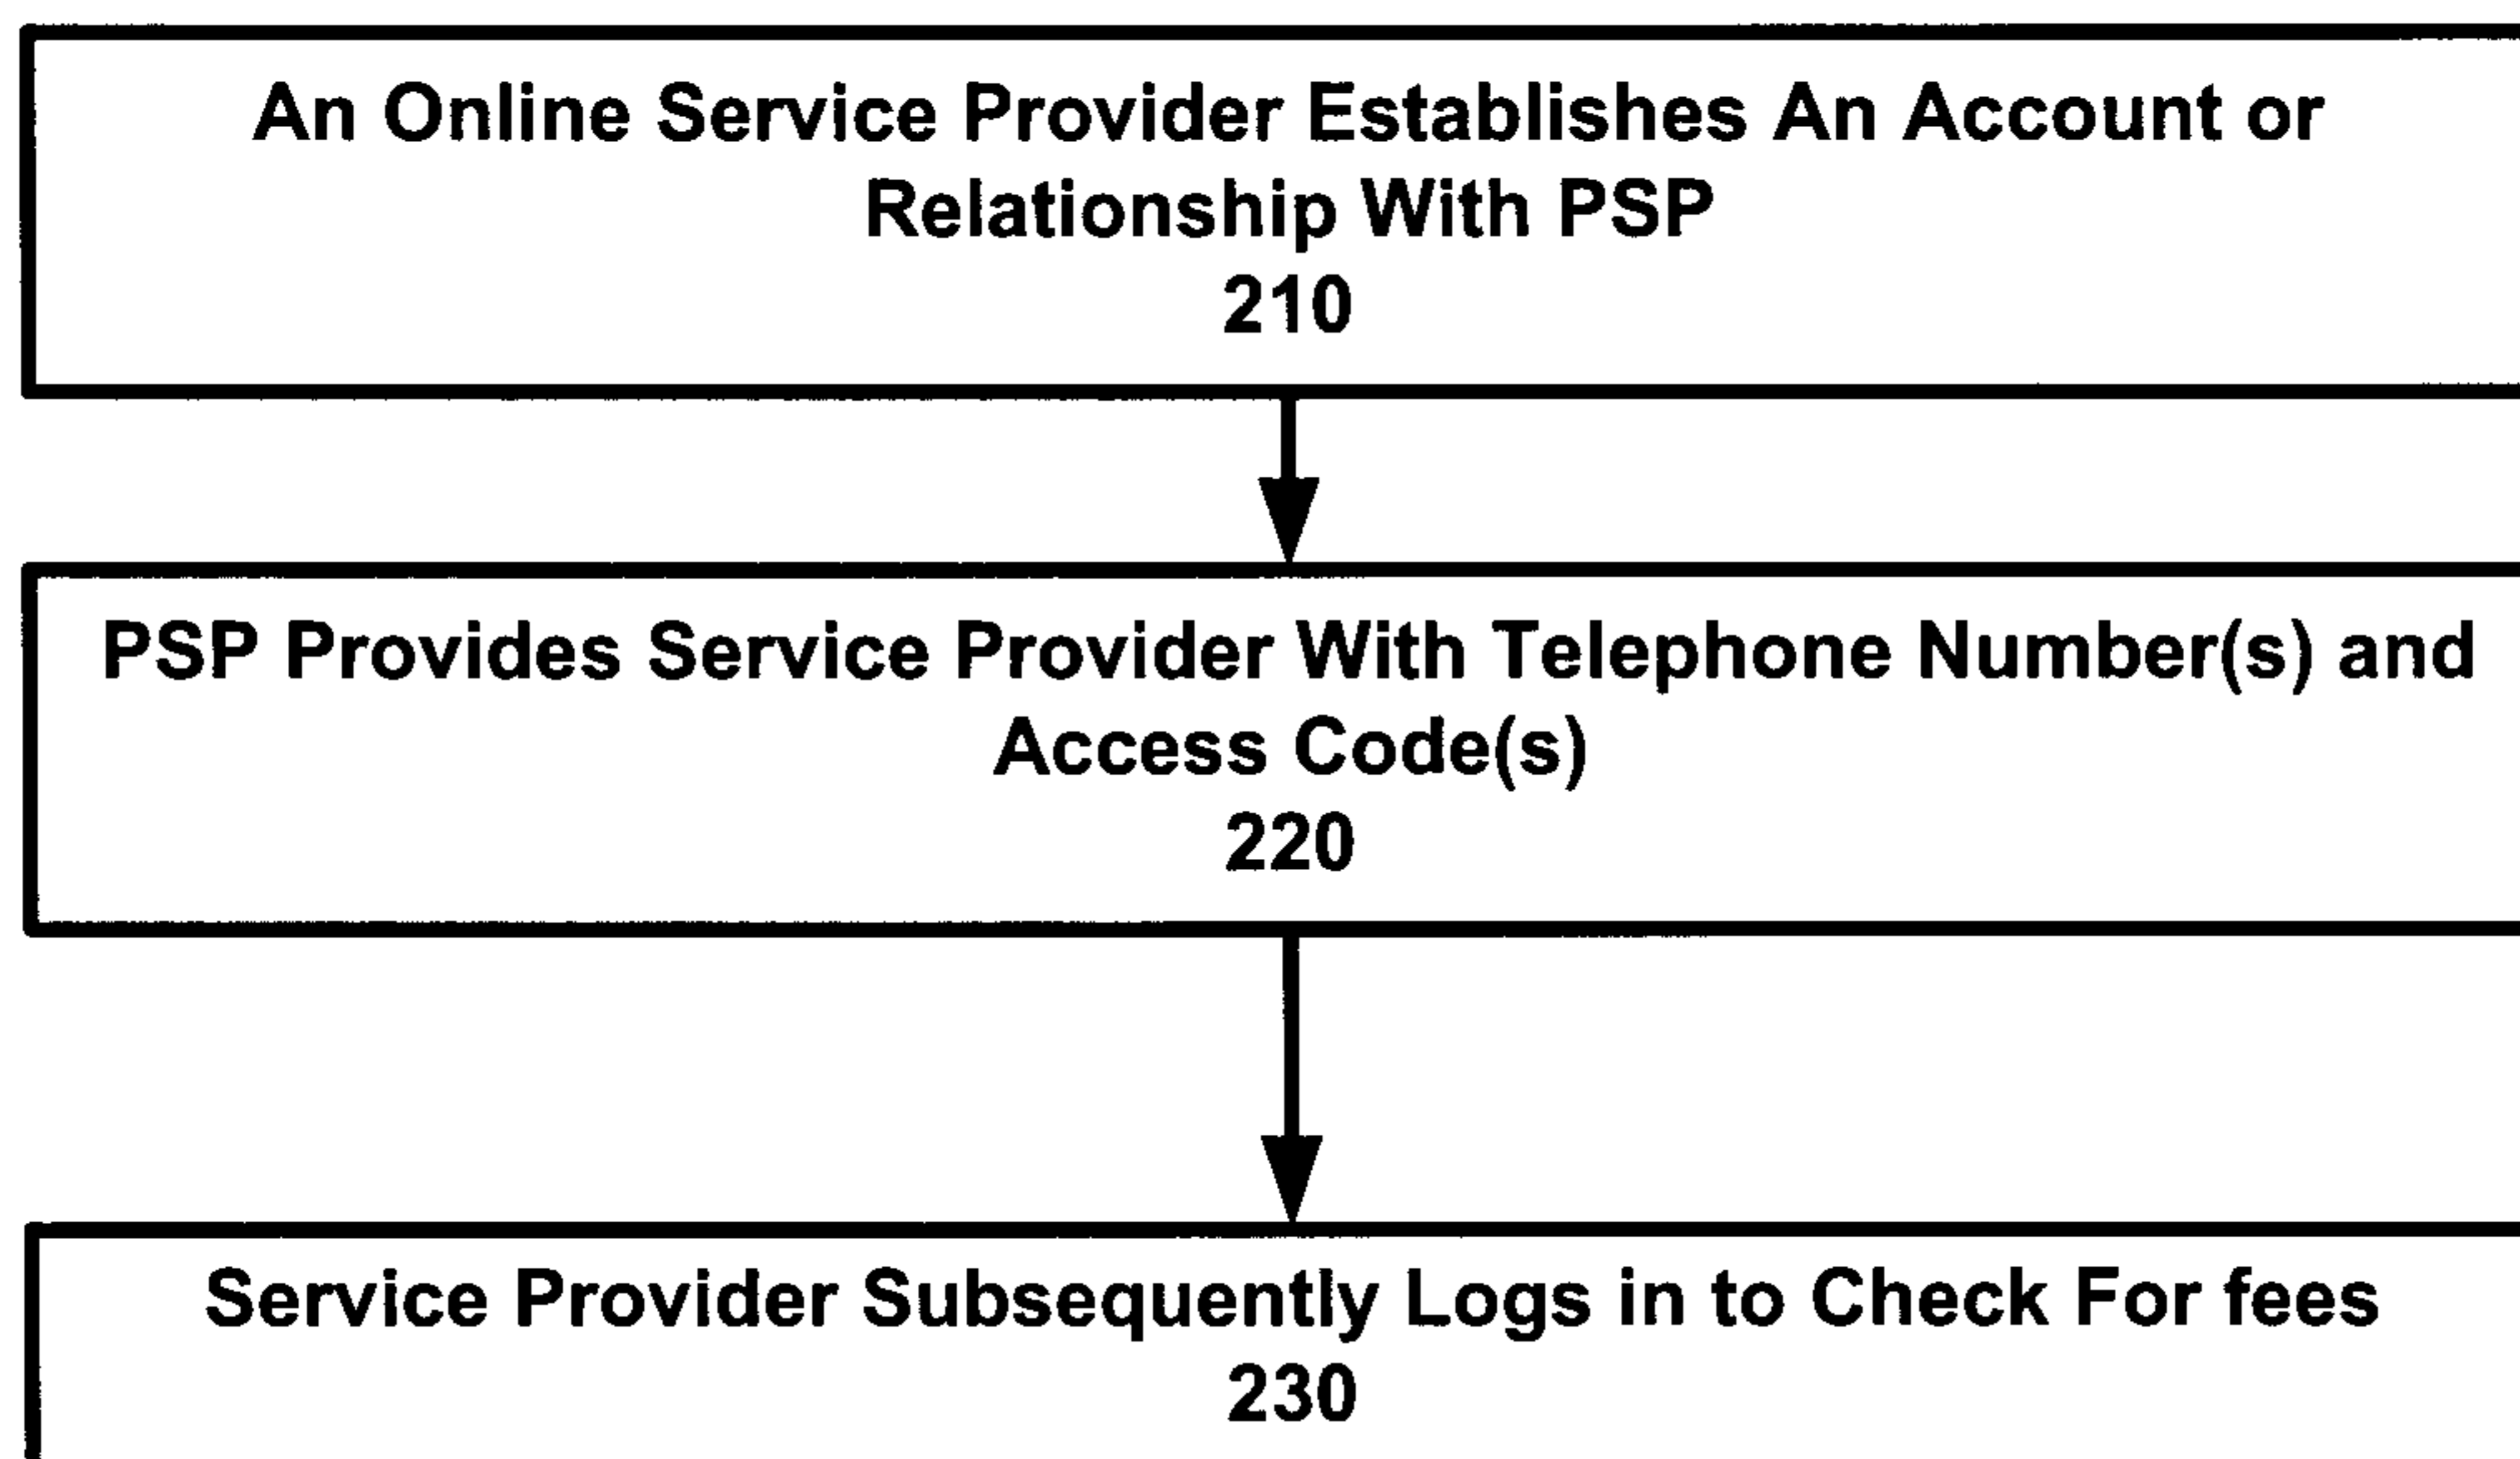 An Online Service Provider Establishes An Account or
Relationship With PSP
210
PSP Provides Service Provider With Telephone Number(s) and
Access Code(s)
220
Service Provider Subsequently Logs in to Check For fees
230